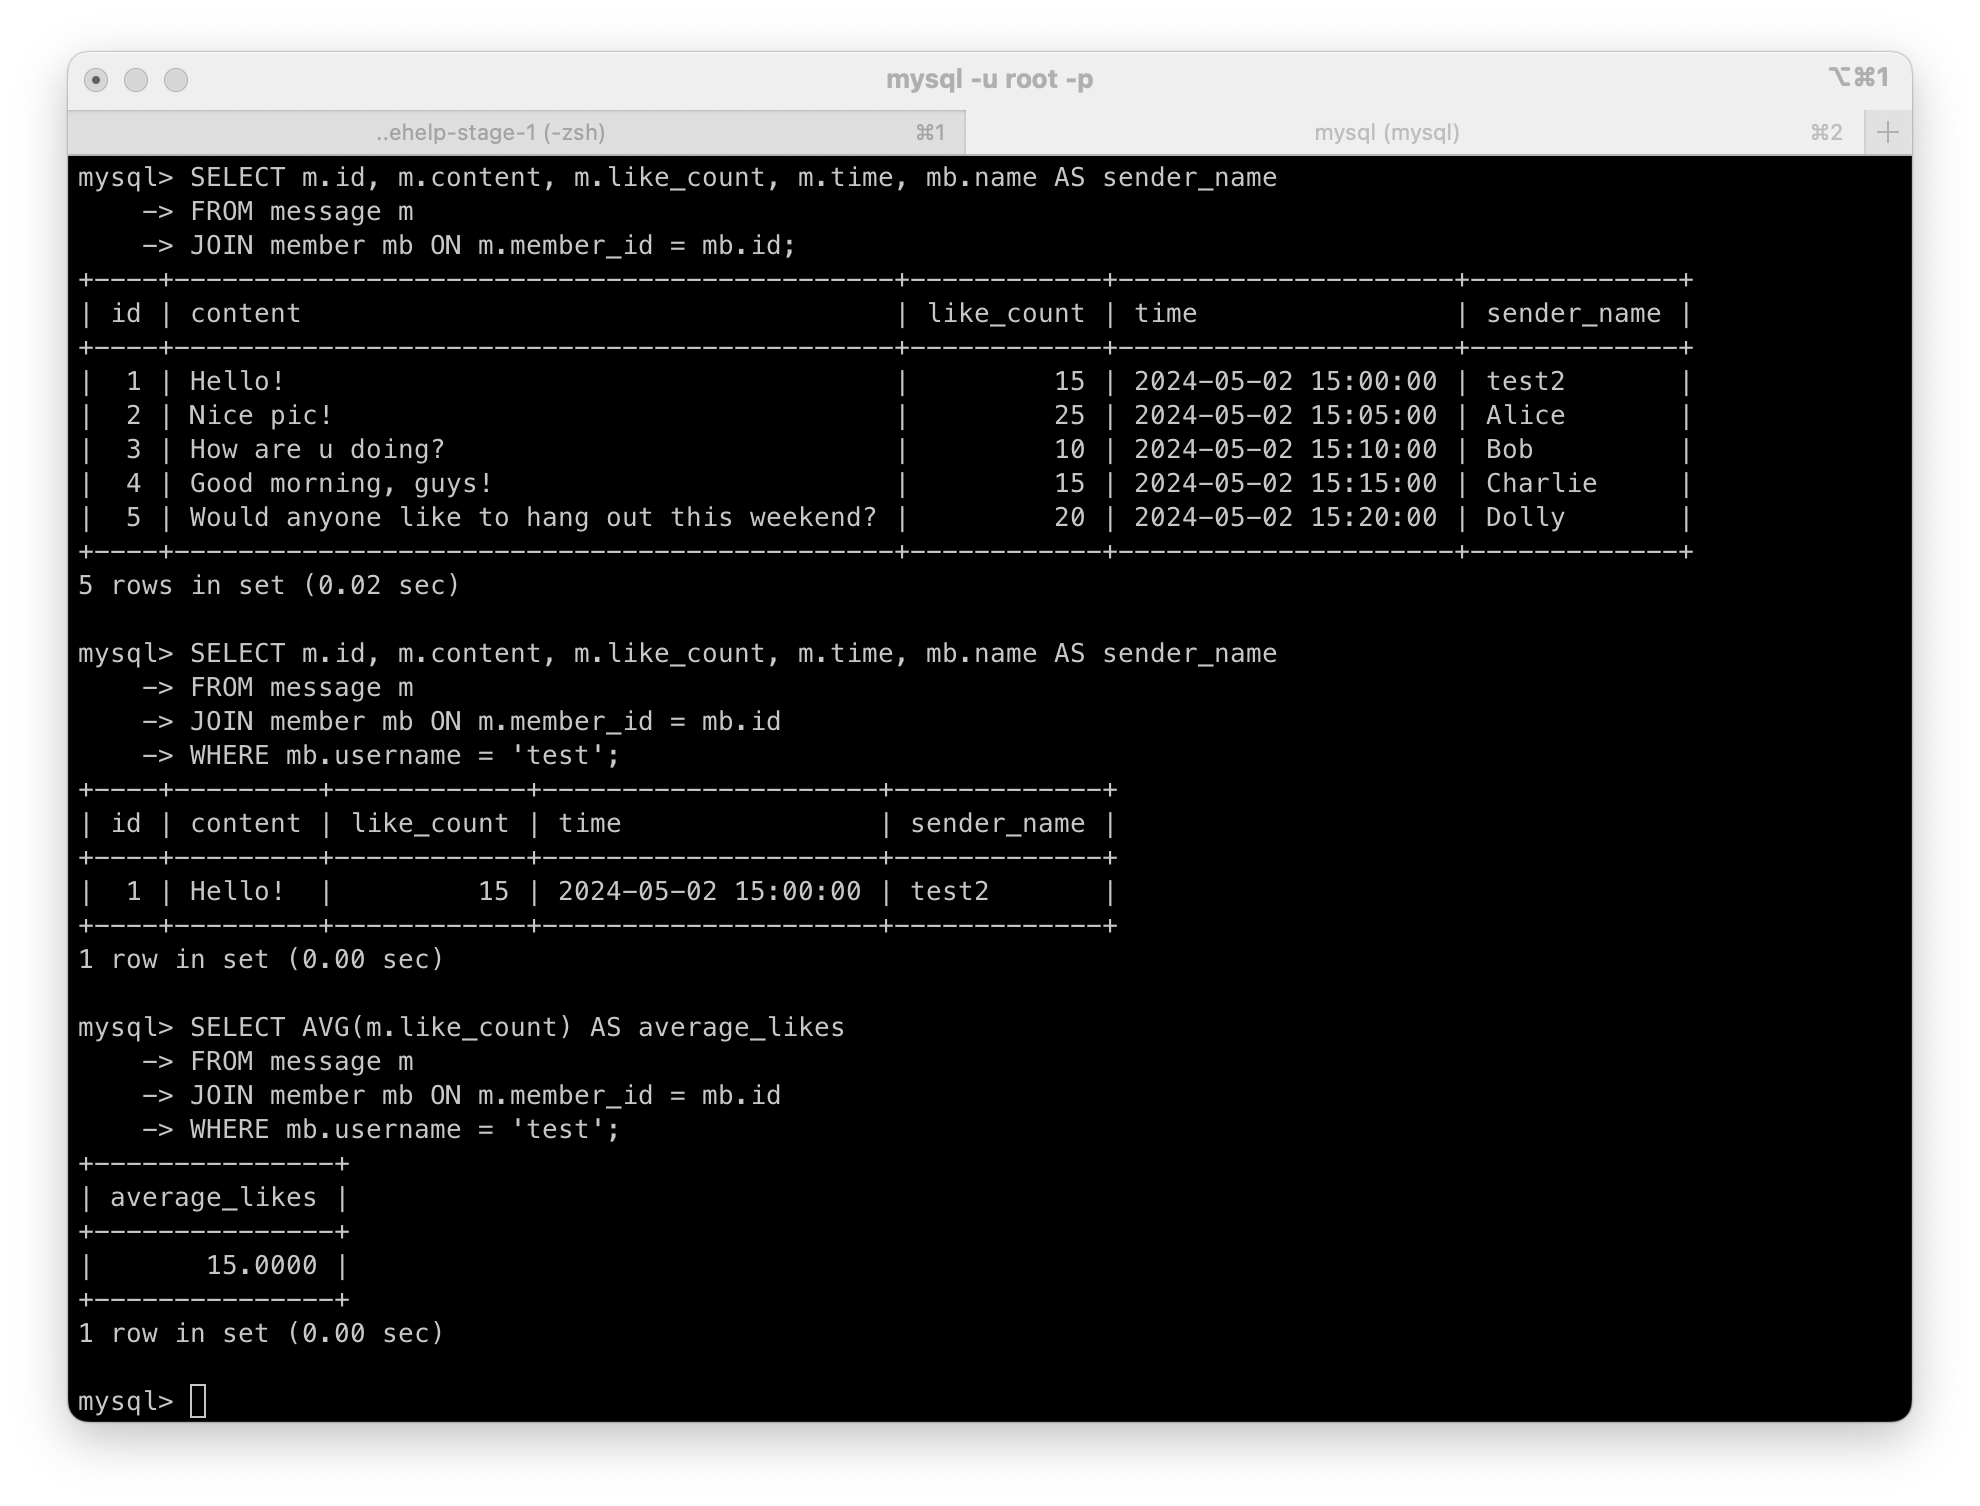 mysql -u root -p ⌥⌘1
..ehelp-stage-1 (-zsh) ⌘1 mysql (mysql) ⌘2 +
mysql> SELECT m.id, m.content, m.like_count, m.time, mb.name AS sender_name
    -> FROM message m
    -> JOIN member mb ON m.member_id = mb.id;
+----+---------------------------------------------+------------+---------------------+-------------+
| id | content                                     | like_count | time                | sender_name |
+----+---------------------------------------------+------------+---------------------+-------------+
|  1 | Hello!                                      |         15 | 2024-05-02 15:00:00 | test2       |
|  2 | Nice pic!                                   |         25 | 2024-05-02 15:05:00 | Alice       |
|  3 | How are u doing?                            |         10 | 2024-05-02 15:10:00 | Bob         |
|  4 | Good morning, guys!                         |         15 | 2024-05-02 15:15:00 | Charlie     |
|  5 | Would anyone like to hang out this weekend? |         20 | 2024-05-02 15:20:00 | Dolly       |
+----+---------------------------------------------+------------+---------------------+-------------+
5 rows in set (0.02 sec)

mysql> SELECT m.id, m.content, m.like_count, m.time, mb.name AS sender_name
    -> FROM message m
    -> JOIN member mb ON m.member_id = mb.id
    -> WHERE mb.username = 'test';
+----+---------+------------+---------------------+-------------+
| id | content | like_count | time                | sender_name |
+----+---------+------------+---------------------+-------------+
|  1 | Hello!  |         15 | 2024-05-02 15:00:00 | test2       |
+----+---------+------------+---------------------+-------------+
1 row in set (0.00 sec)

mysql> SELECT AVG(m.like_count) AS average_likes
    -> FROM message m
    -> JOIN member mb ON m.member_id = mb.id
    -> WHERE mb.username = 'test';
+---------------+
| average_likes |
+---------------+
|       15.0000 |
+---------------+
1 row in set (0.00 sec)

mysql>